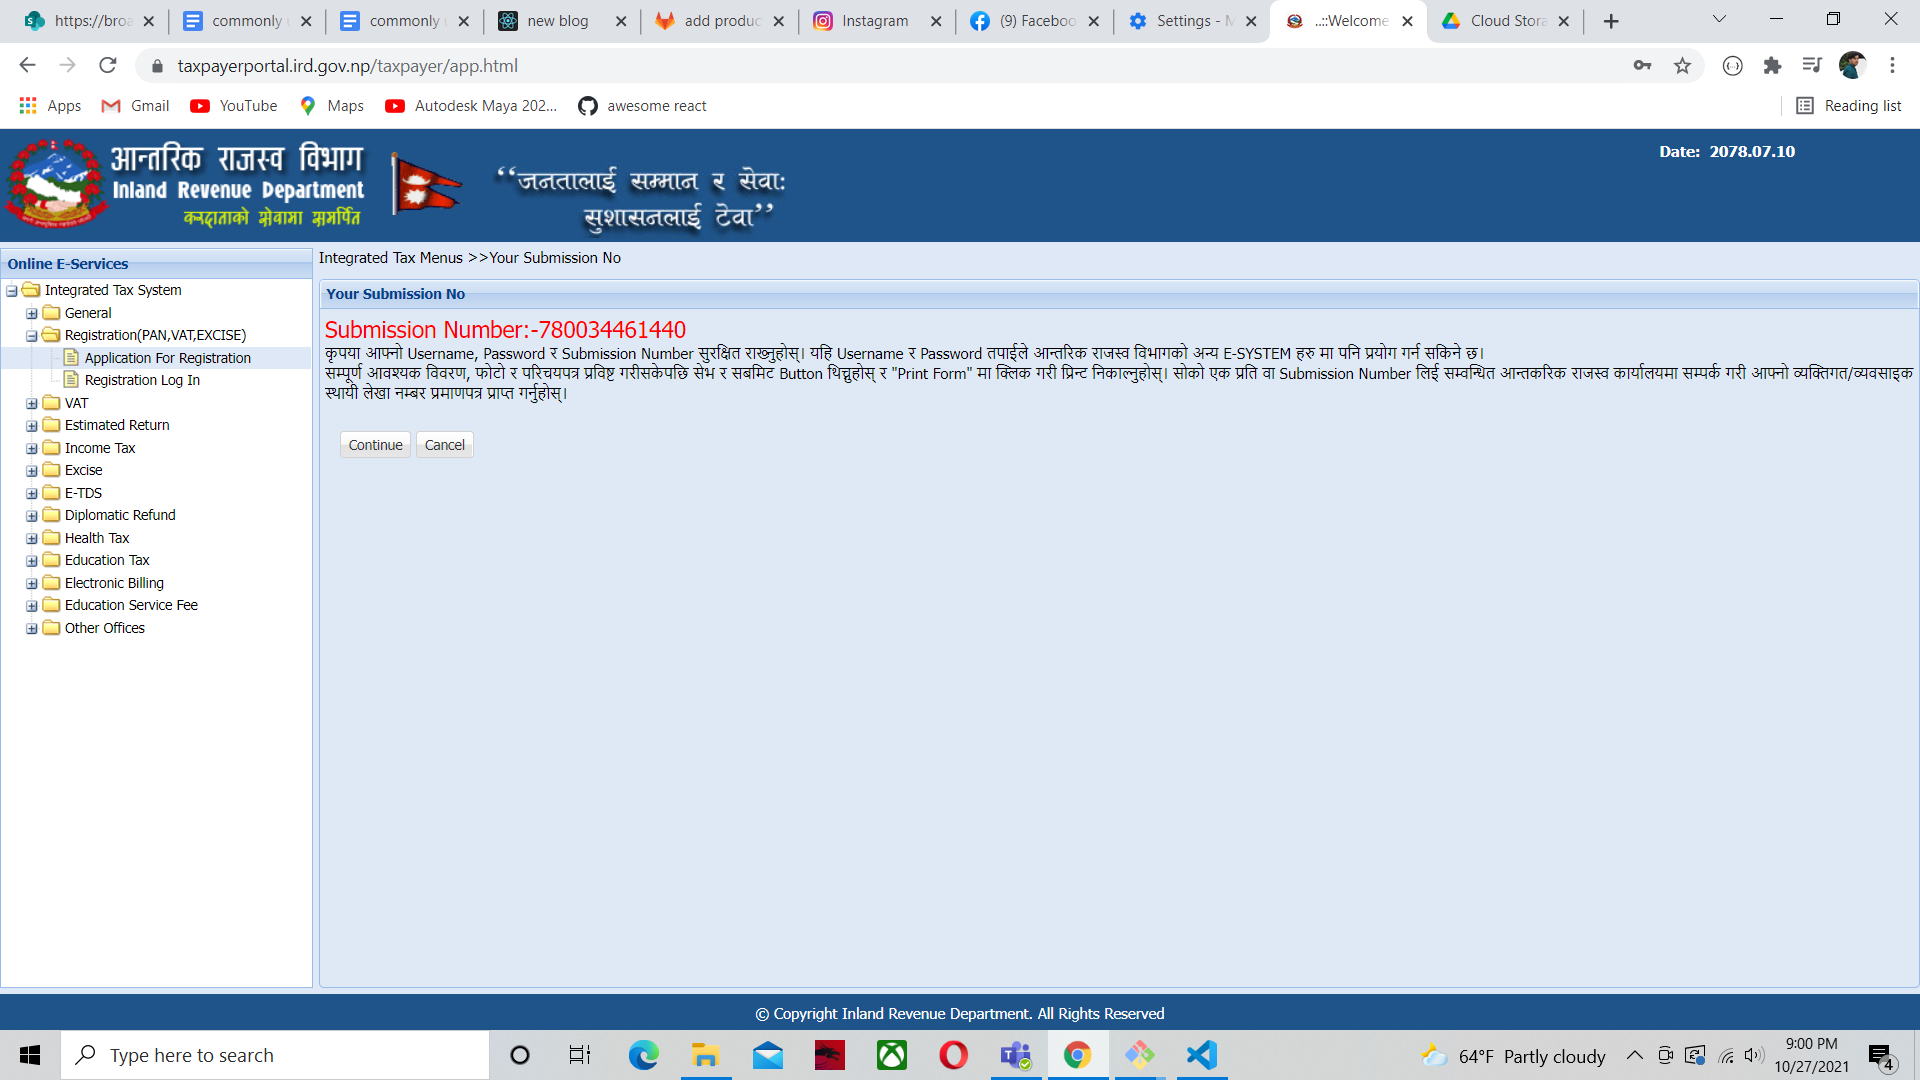 https://broa
commonly u
commonly u
new blog
add produc
Instagram
(9) Faceboo
Settings - M
..::Welcome
Cloud Stora
taxpayerportal.ird.gov.np/taxpayer/app.html
Apps
Gmail
YouTube
Maps
Autodesk Maya 202...
awesome react
Reading list
आन्तरिक राजस्व विभाग
Inland Revenue Department
करदाताको सेवामा समर्पित
“जनतालाई सम्मान र सेवा:
सुशासनलाई टेवा”
Date: 2078.07.10
Online E-Services
Integrated Tax System
General
Registration(PAN,VAT,EXCISE)
Application For Registration
Registration Log In
VAT
Estimated Return
Income Tax
Excise
E-TDS
Diplomatic Refund
Health Tax
Education Tax
Electronic Billing
Education Service Fee
Other Offices
Integrated Tax Menus >>Your Submission No
Your Submission No
Submission Number:-780034461440
कृपया आफ्नो Username, Password र Submission Number सुरक्षित राख्नुहोस्। यहि Username र Password तपाईले आन्तरिक राजस्व विभागको अन्य E-SYSTEM हरु मा पनि प्रयोग गर्न सकिने छ।
सम्पूर्ण आवश्यक विवरण, फोटो र परिचयपत्र प्रविष्ट गरीसकेपछि सेभ र सबमिट Button थिच्नुहोस् र "Print Form" मा क्लिक गरी प्रिन्ट निकाल्नुहोस्। सोको एक प्रति वा Submission Number लिई सम्वन्धित आन्तकरिक राजस्व कार्यालयमा सम्पर्क गरी आफ्नो व्यक्तिगत/व्यवसाइक
स्थायी लेखा नम्बर प्रमाणपत्र प्राप्त गर्नुहोस्।
Continue
Cancel
© Copyright Inland Revenue Department. All Rights Reserved
Type here to search
64°F Partly cloudy
9:00 PM
10/27/2021
4